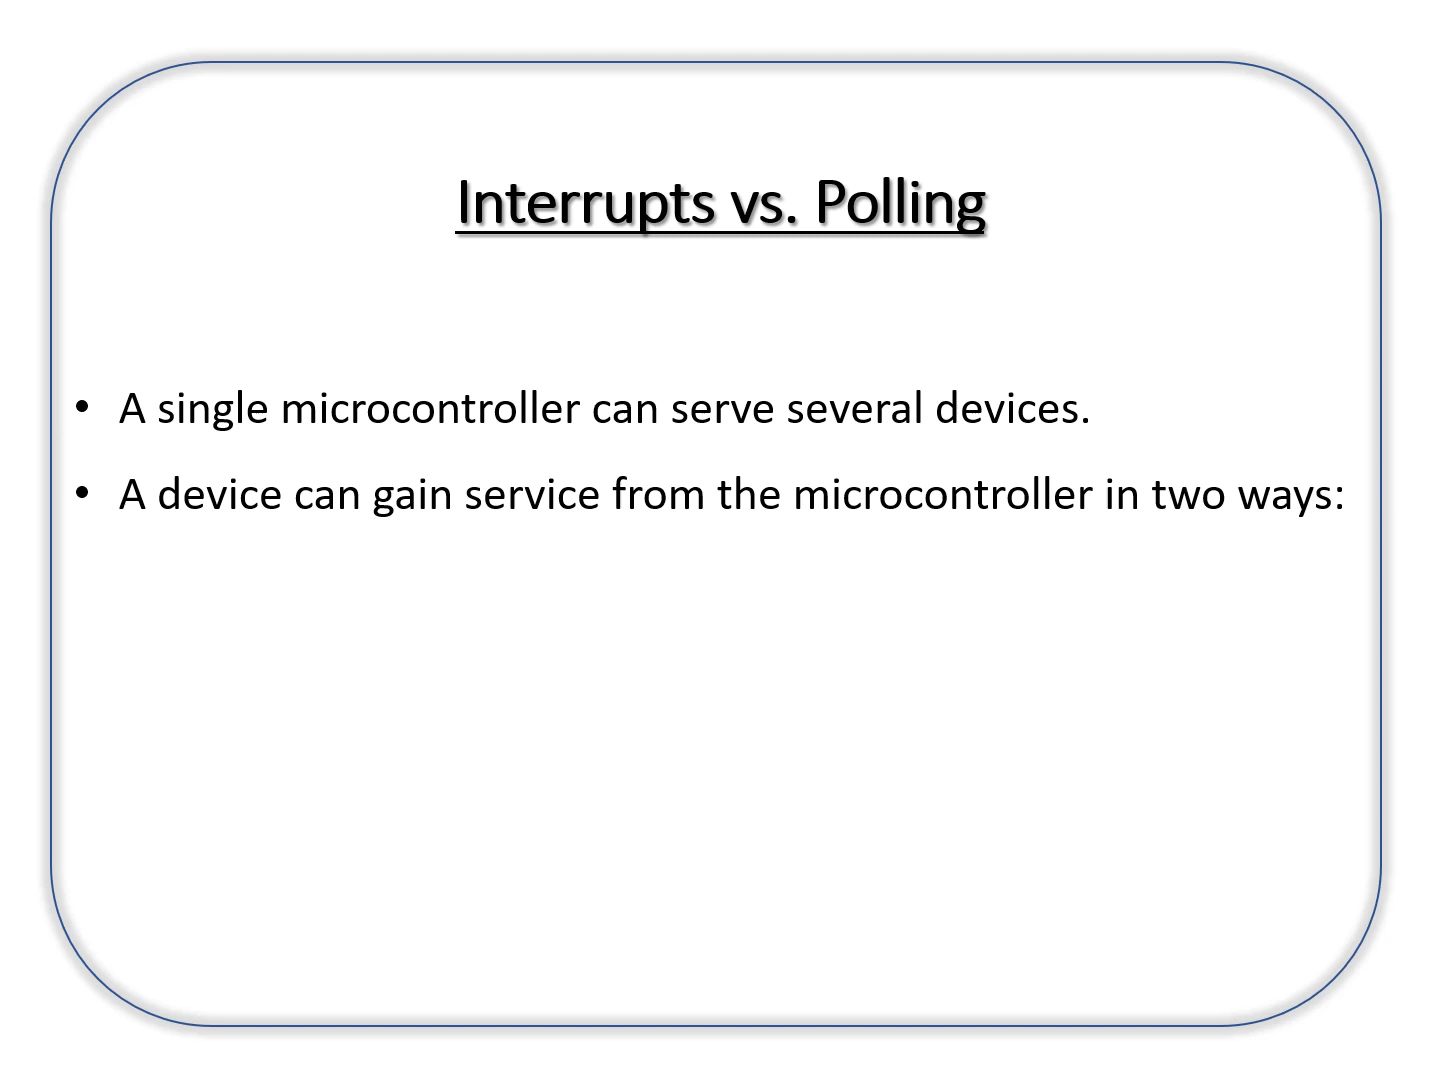 Interrupts vs. Polling
• A single microcontroller can serve several devices.
• A device can gain service from the microcontroller in two ways: